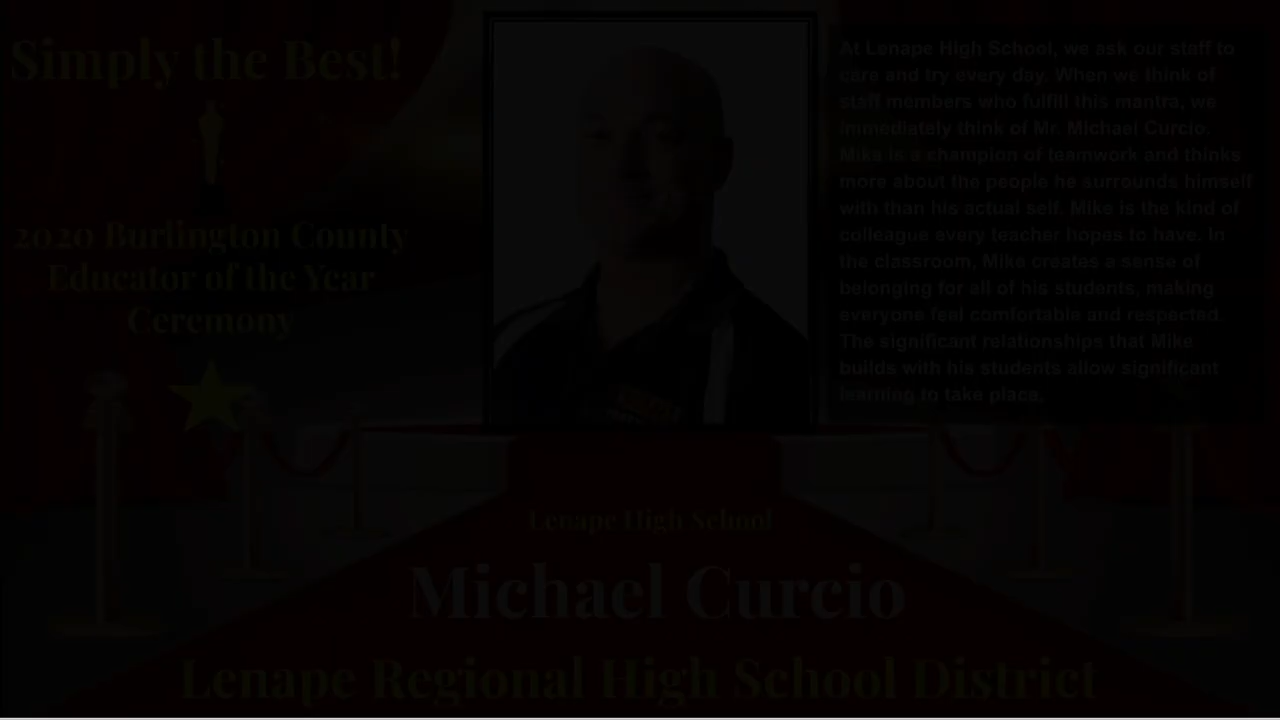 Simply the Best!
2020 Burlington County
Educator of the Year
Ceremony
At Lenape High School, we ask our staff to
care and try every day. When we think of
staff members who fulfill this mantra, we
immediately think of Mr. Michael Curcio.
Mike is a champion of teamwork and thinks
more about the people he surrounds himself
with than his actual self. Mike is the kind of
colleague every teacher hopes to have. In
the classroom, Mike creates a sense of
belonging for all of his students, making
everyone feel comfortable and respected.
The significant relationships that Mike
builds with his students allow significant
learning to take place.
Lenape High School
Michael Curcio
Lenape Regional High School District